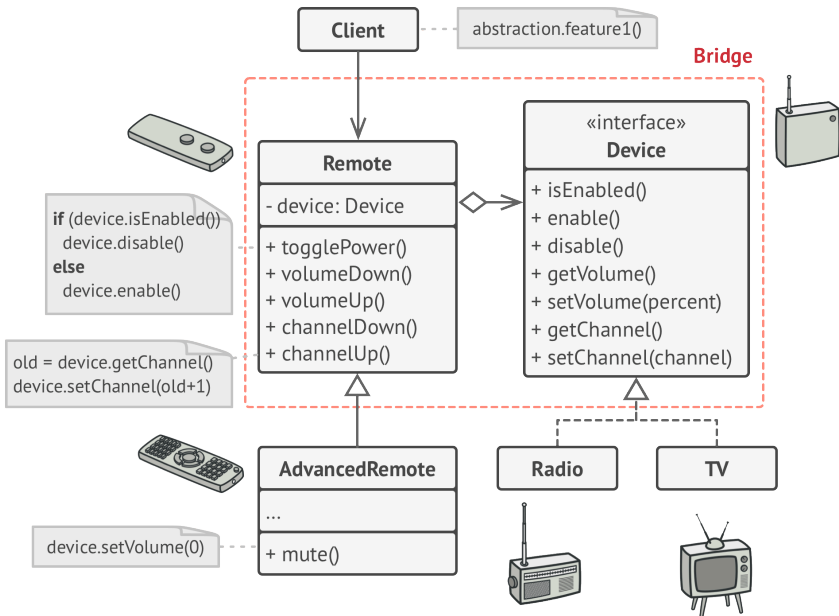 Client
abstraction.feature1()
Bridge
Remote
- device: Device
+ togglePower()
+ volumeDown()
+ volumeUp()
+ channelDown()
+ channelUp()
«interface»
Device
+ isEnabled()
+ enable()
+ disable()
+ getVolume()
+ setVolume(percent)
+ getChannel()
+ setChannel(channel)
if (device.isEnabled())
device.disable()
else
device.enable()
old = device.getChannel()
device.setChannel(old+1)
AdvancedRemote
...
+ mute()
device.setVolume(0)
Radio
TV